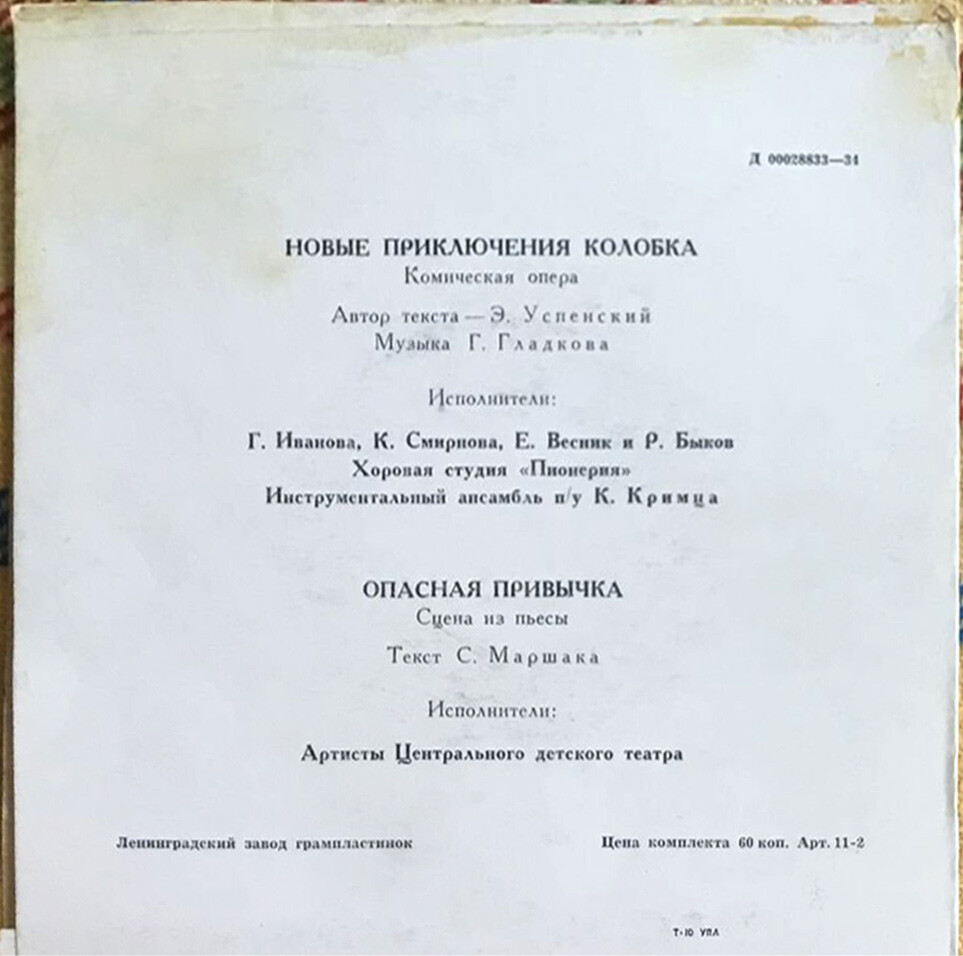 Д 00028833—34
НОВЫЕ ПРИКЛЮЧЕНИЯ КОЛОБКА
Комическая опера
Автор текста — Э. Успенский
Музыка Г. Гладкова
Исполнители:
Г. Иванова, К. Смирнова, Е. Весник и Р. Быков
Хоровая студия «Пионерия»
Инструментальный ансамбль п/у К. Кримца
ОПАСНАЯ ПРИВЫЧКА
Сцена из пьесы
Текст С. Маршака
Исполнители:
Артисты Центрального детского театра
Ленинградский завод грампластинок
Цена комплекта 60 коп. Арт. 11-2
Т-10 УПЛ